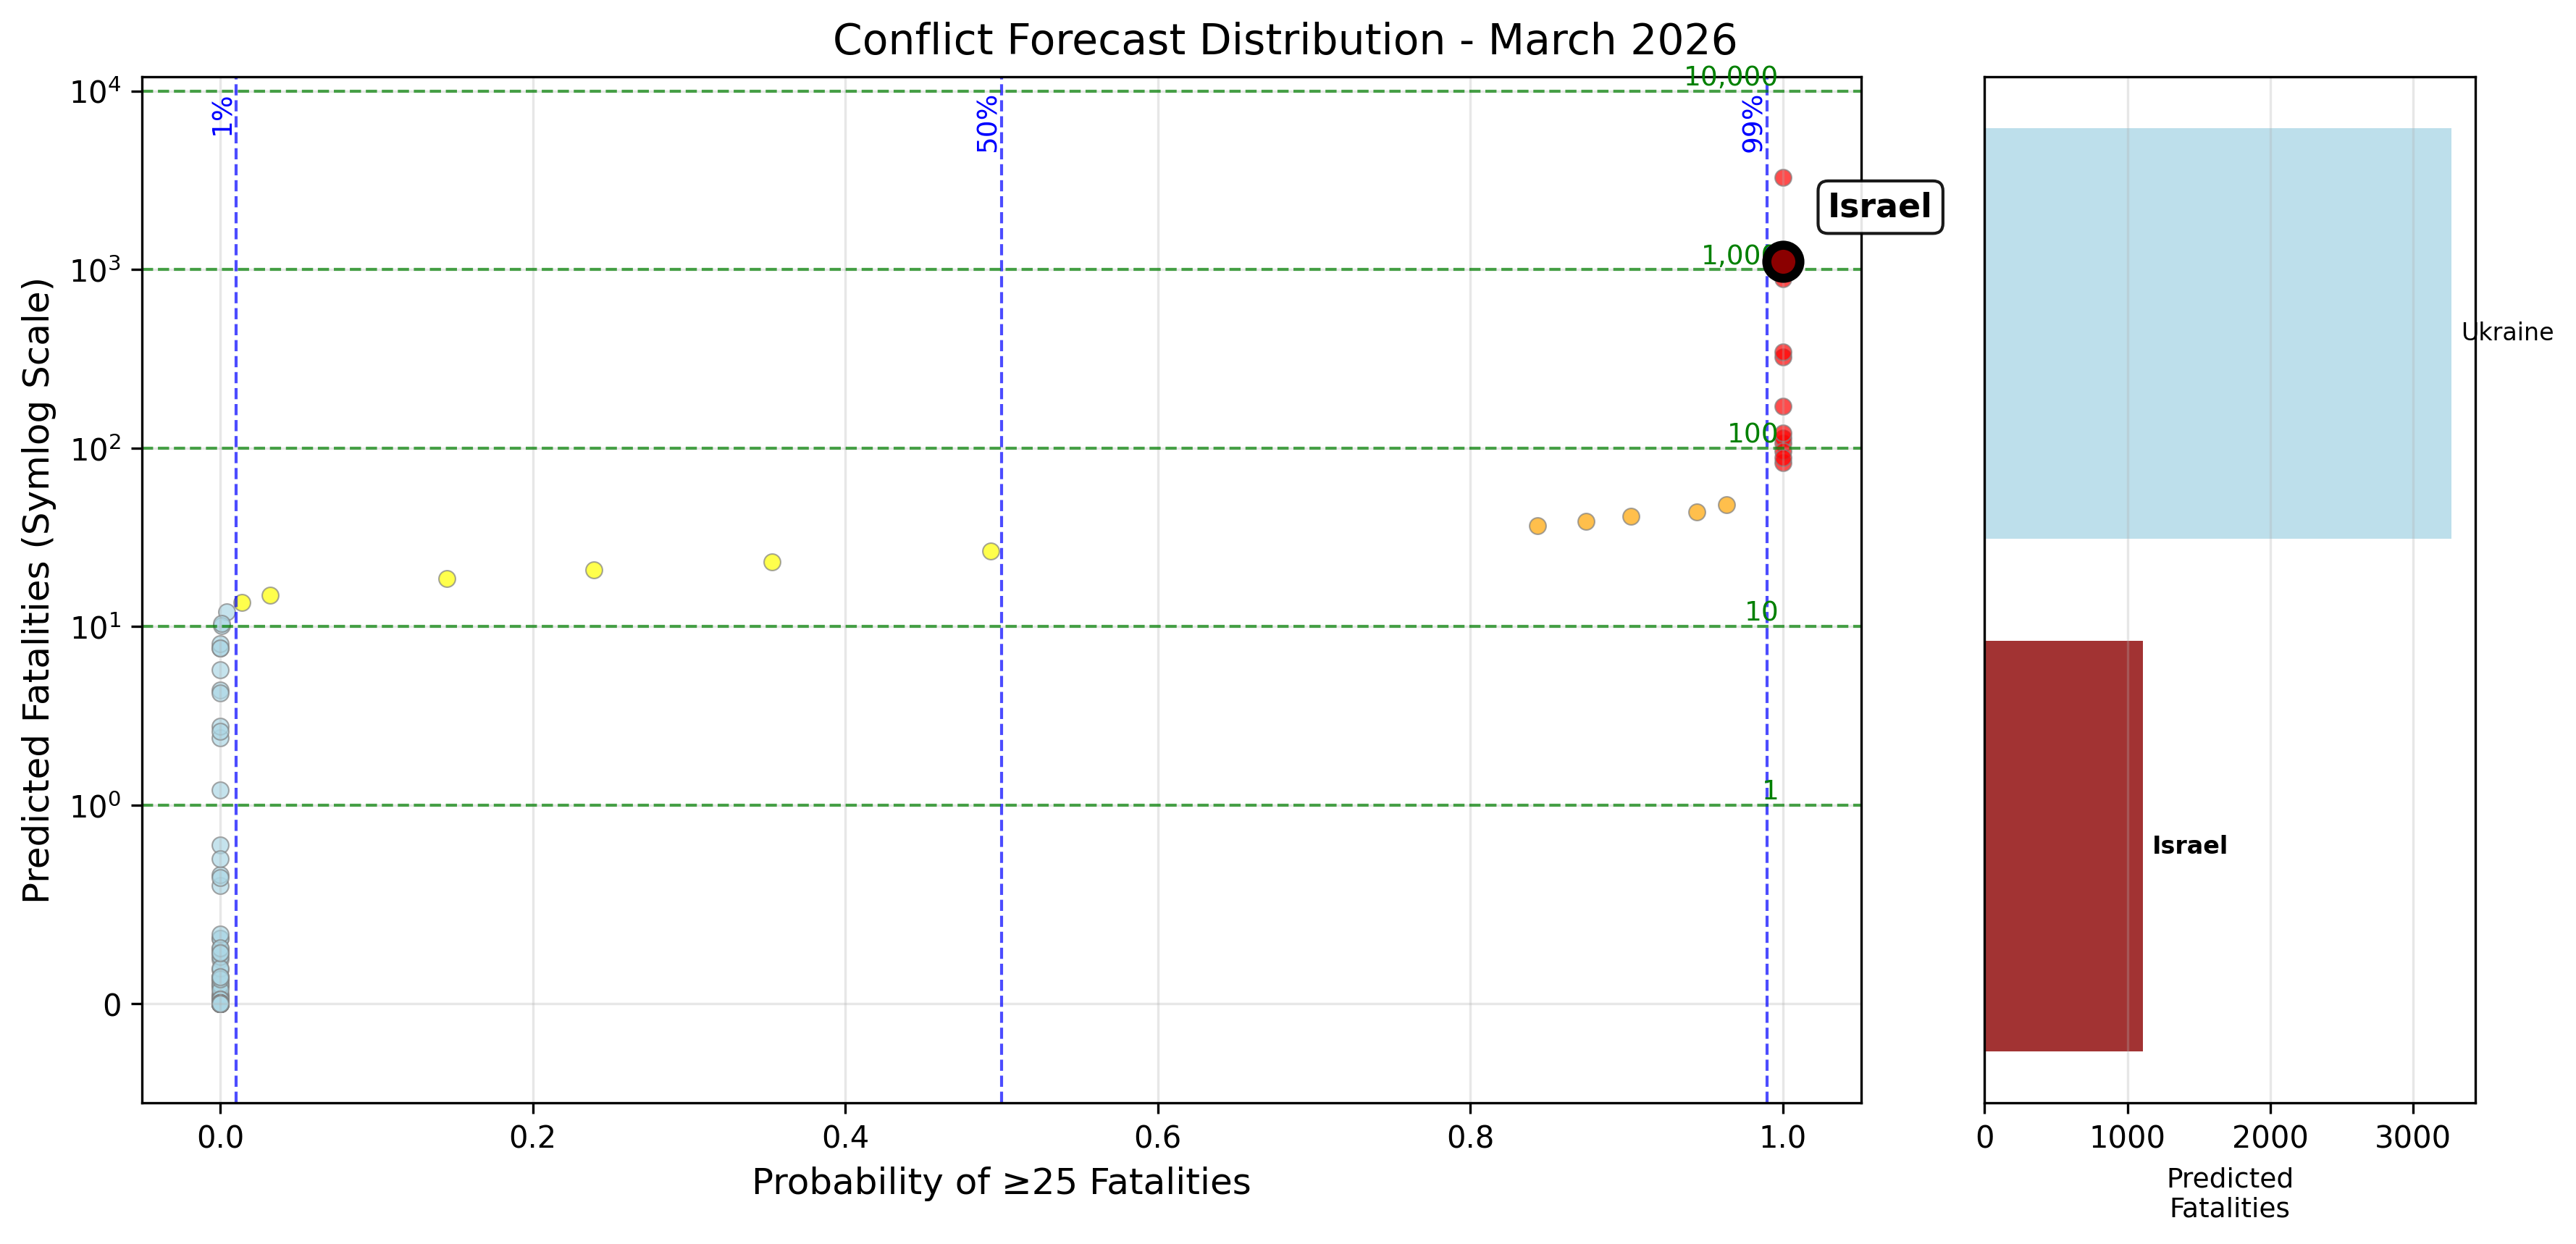 Conflict Forecast Distribution - March 2026
Predicted Fatalities (Symlog Scale)
10⁴
10³
10²
10¹
10⁰
0
1%
50%
99%
10,000
1,000
100
10
1
Israel
0.0 0.2 0.4 0.6 0.8 1.0
Probability of ≥25 Fatalities
Ukraine
Israel
0 1000 2000 3000
Predicted
Fatalities